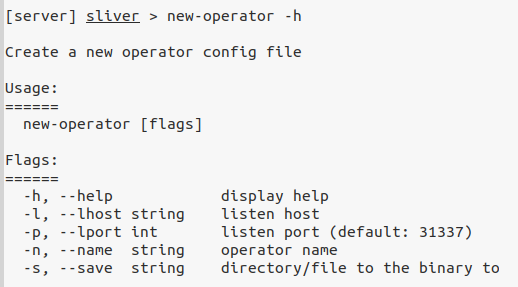 [server] sliver > new-operator -h
Create a new operator config file
Usage:
======
new-operator [flags]
Flags:
======
-h, --help display help
-l, --lhost string listen host
-p, --lport int listen port (default: 31337)
-n, --name string operator name
-s, --save string directory/file to the binary to